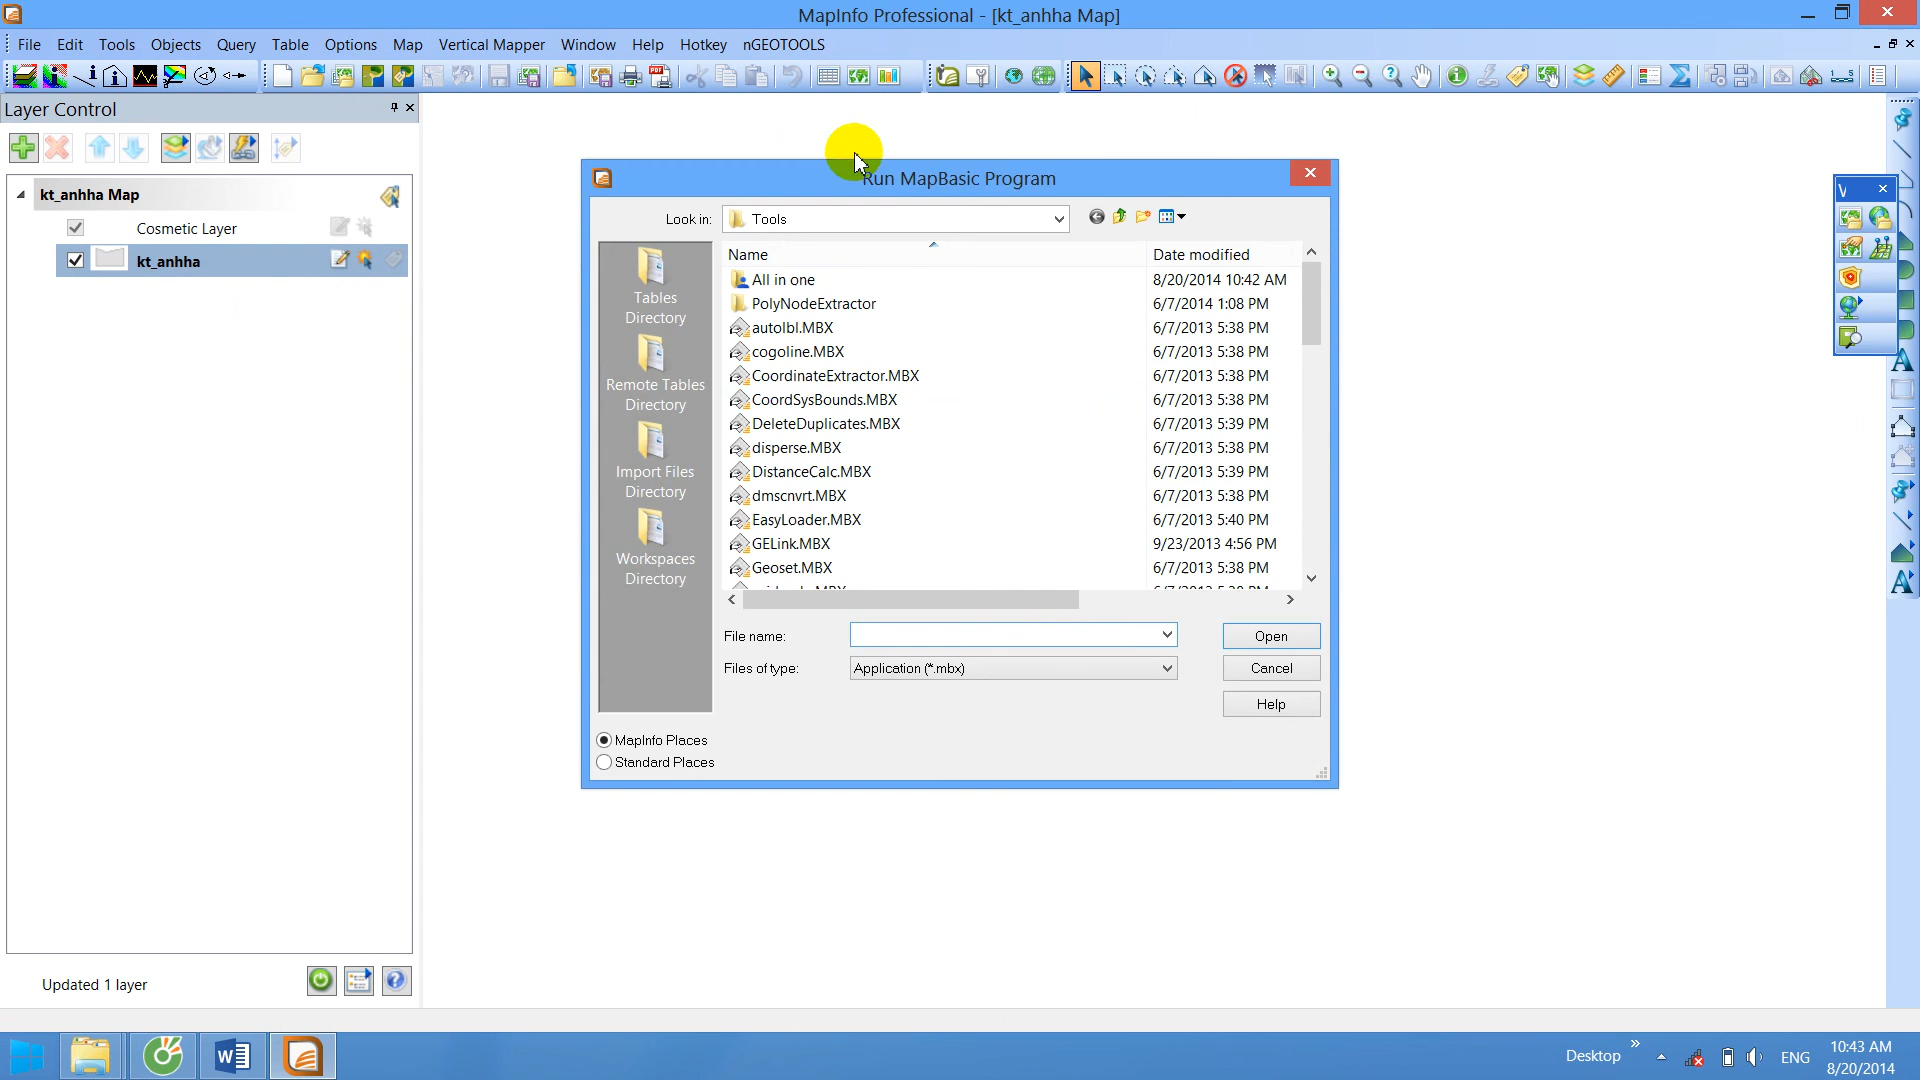 MapInfo Professional - [kt_anhha Map]
File Edit Tools Objects Query Table Options Map Vertical Mapper Window Help Hotkey nGEOTOOLS
Layer Control
kt_anhha Map
Cosmetic Layer
kt_anhha
Updated 1 layer
Run MapBasic Program
Look in: Tools
Tables
Directory
Remote Tables
Directory
Import Files
Directory
Workspaces
Directory
Name Date modified
All in one 8/20/2014 10:42 AM
PolyNodeExtractor 6/7/2014 1:08 PM
autolbl.MBX 6/7/2013 5:38 PM
cogoline.MBX 6/7/2013 5:38 PM
CoordinateExtractor.MBX 6/7/2013 5:38 PM
CoordSysBounds.MBX 6/7/2013 5:38 PM
DeleteDuplicates.MBX 6/7/2013 5:39 PM
disperse.MBX 6/7/2013 5:38 PM
DistanceCalc.MBX 6/7/2013 5:39 PM
dmscnvrt.MBX 6/7/2013 5:38 PM
EasyLoader.MBX 6/7/2013 5:40 PM
GELink.MBX 9/23/2013 4:56 PM
Geoset.MBX 6/7/2013 5:38 PM
File name: Open
Files of type: Application (*.mbx) Cancel
Help
MapInfo Places
Standard Places
Desktop » ENG 10:43 AM
8/20/2014